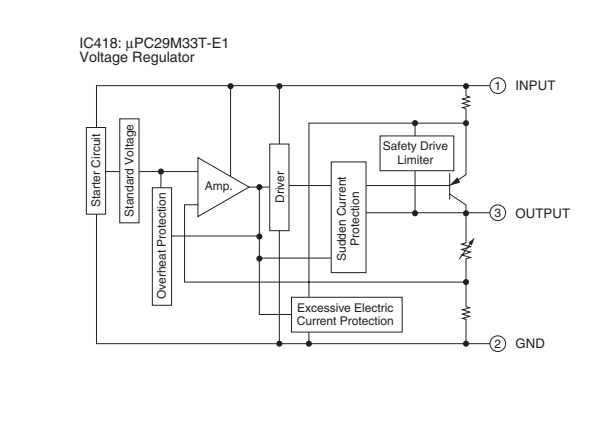 IC418: µPC29M33T-E1
Voltage Regulator
1 INPUT
Starter Circuit
Standard Voltage
Overheat Protection
Amp.
Driver
Sudden Current
Protection
Safety Drive
Limiter
3 OUTPUT
Excessive Electric
Current Protection
2 GND